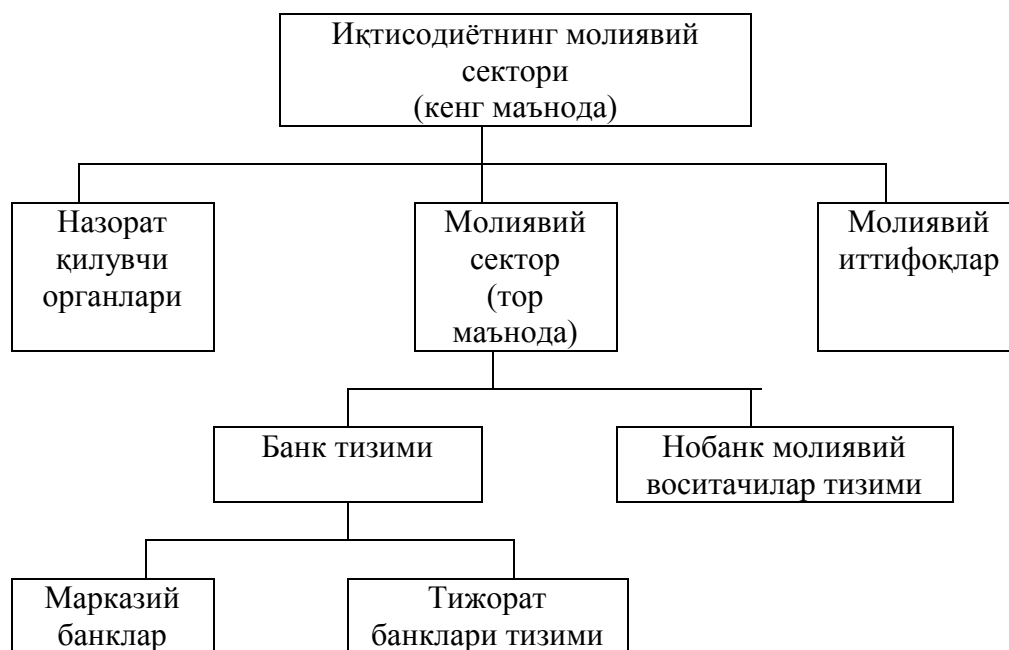 Иқтисодиётнинг молиявий
сектори
(кенг маънода)
Назорат
қилувчи
органлари
Молиявий
сектор
(тор
маънода)
Молиявий
иттифоқлар
Банк тизими
Нобанк молиявий
воситачилар тизими
Марказий
банклар
Тижорат
банклари тизими